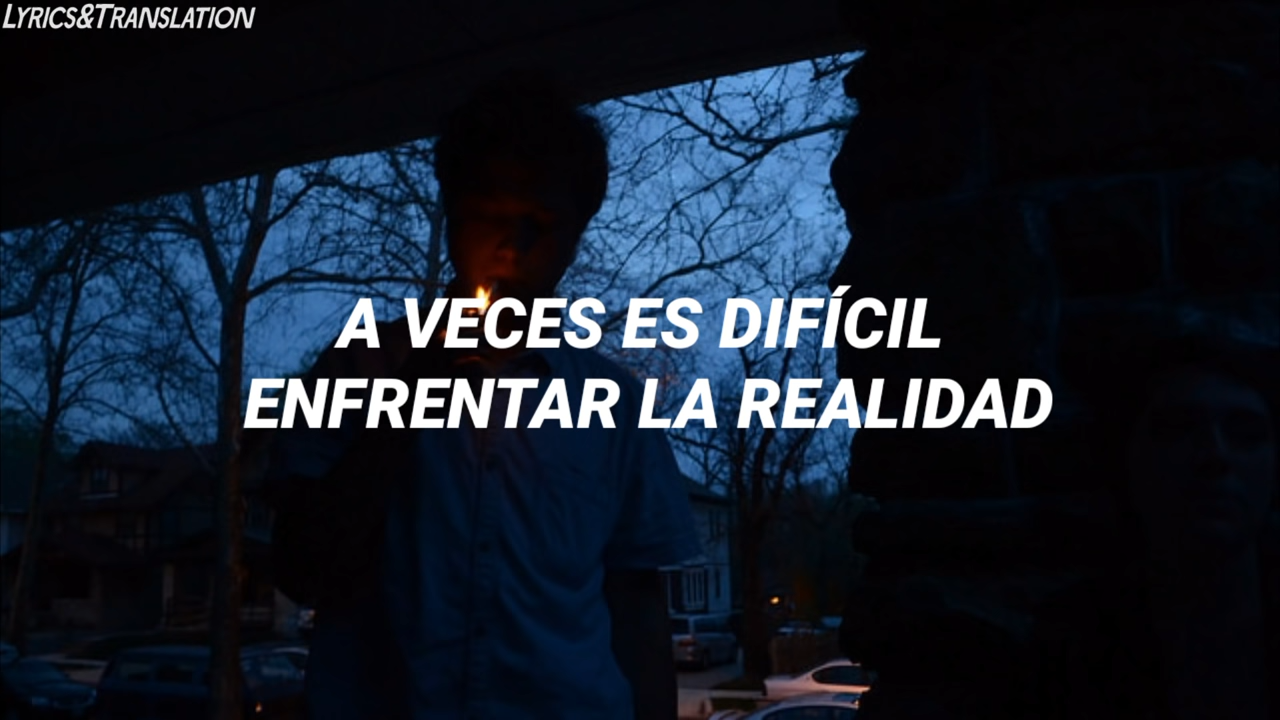 LYRICS&TRANSLATION
A VECES ES DIFÍCIL
ENFRENTAR LA REALIDAD